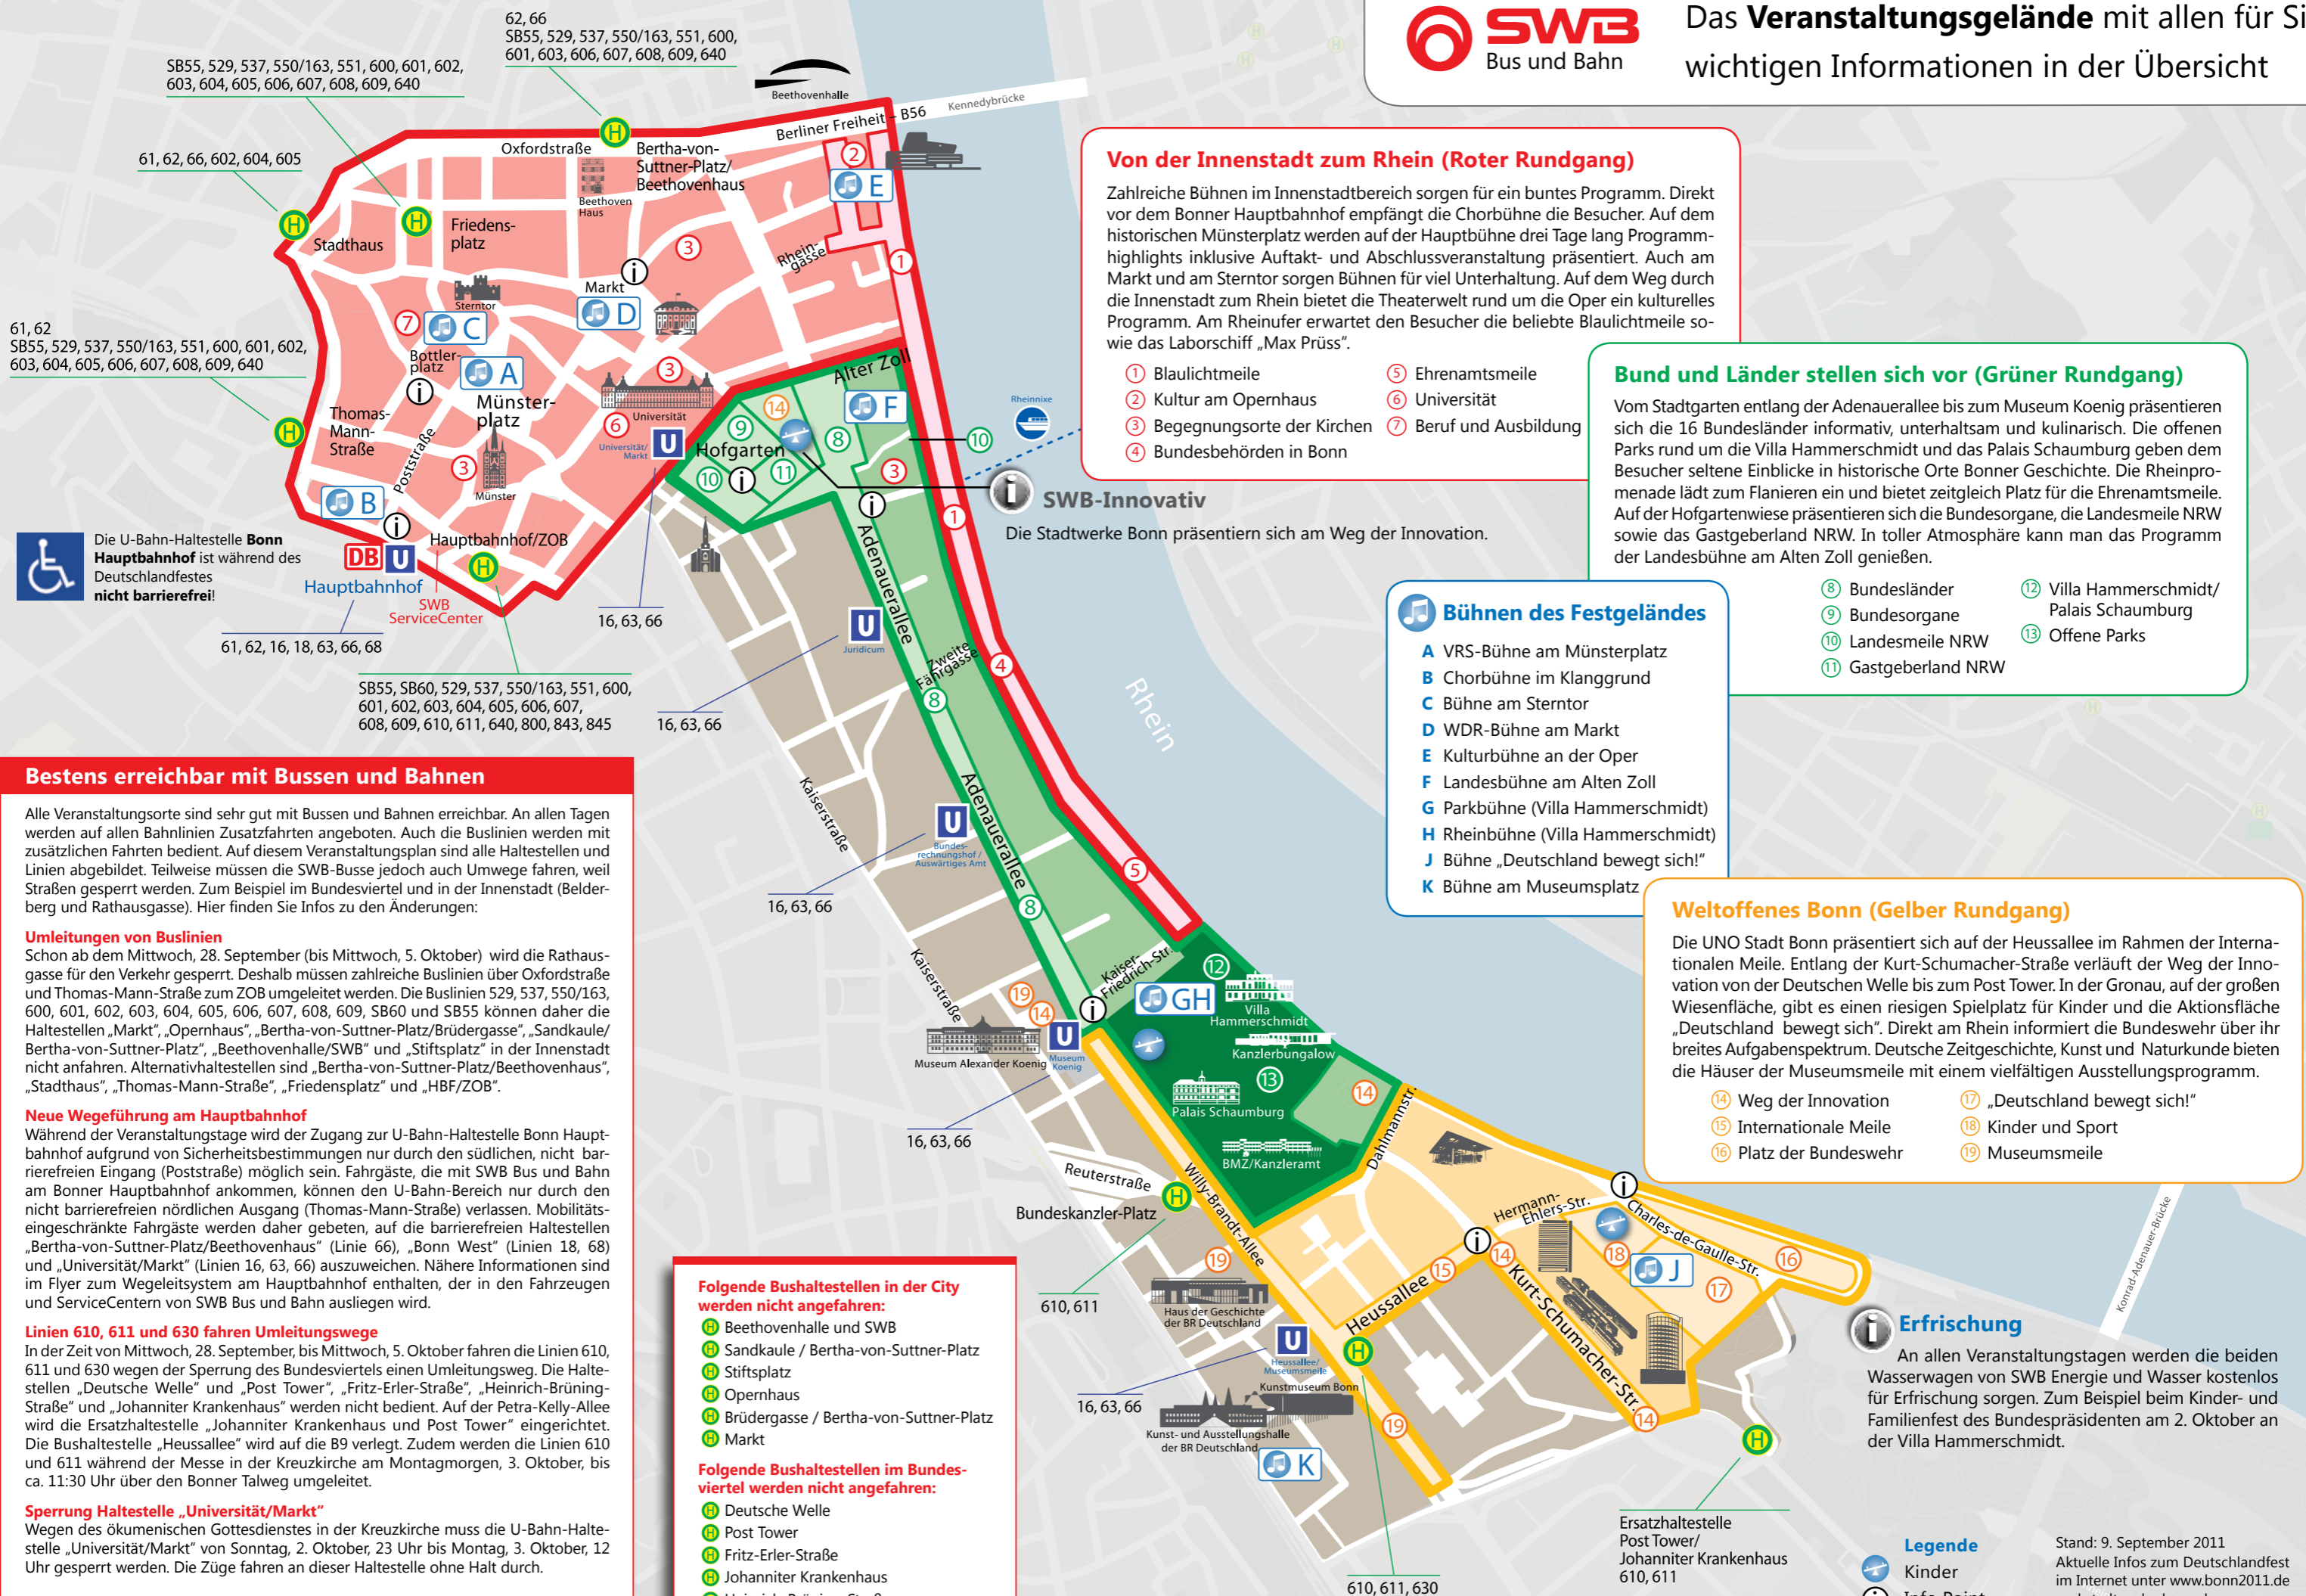 SWB
Bus und Bahn
Das Veranstaltungsgelände mit allen für Si
wichtigen Informationen in der Übersicht
62, 66
SB55, 529, 537, 550/163, 551, 600,
601, 603, 606, 607, 608, 609, 640
SB55, 529, 537, 550/163, 551, 600, 601, 602,
603, 604, 605, 606, 607, 608, 609, 640
61, 62, 66, 602, 604, 605
61, 62
SB55, 529, 537, 550/163, 551, 600, 601, 602,
603, 604, 605, 606, 607, 608, 609, 640
Beethovenhalle
Kennedybrücke
Berliner Freiheit – B56
Oxfordstraße
H
Bertha-von-
Suttner-Platz/
Beethovenhaus
Beethoven
Haus
2
E
H
Stadthaus
H
Friedens-
platz
3
Rhein-
gasse
1
i
Markt
D
Sterntor
7
C
Bottler-
platz
i
A
Münster-
platz
3
Universität
6
Universität/
Markt
U
H
Thomas-
Mann-
Straße
Poststraße
3
Münster
B
i
DB
U
Hauptbahnhof
Hauptbahnhof/ZOB
H
SWB
ServiceCenter
Die U-Bahn-Haltestelle Bonn
Hauptbahnhof ist während des
Deutschlandfestes
nicht barrierefrei!
61, 62, 16, 18, 63, 66, 68
16, 63, 66
SB55, SB60, 529, 537, 550/163, 551, 600,
601, 602, 603, 604, 605, 606, 607,
608, 609, 610, 611, 640, 800, 843, 845
Alter Zoll
F
14
9
Hofgarten
8
10
i
11
3
10
Rheinnixe
i
1
i
SWB-Innovativ
Die Stadtwerke Bonn präsentiern sich am Weg der Innovation.
Adenauerallee
U
Juridicum
16, 63, 66
Zweite
Fährgasse
8
4
Rhein
Kaiserstraße
Adenauerallee
U
Bundes-
rechnungshof /
Auswärtiges Amt
16, 63, 66
5
8
Kaiserstraße
Kaiser-
Friedrich-Str.
i
19
14
Museum Alexander Koenig
U
Museum
Koenig
16, 63, 66
GH
12
Villa
Hammerschmidt
Kanzlerbungalow
13
Palais Schaumburg
14
BMZ/Kanzleramt
Dahlmannstr.
Reuterstraße
Bundeskanzler-Platz
H
610, 611
Willy-Brandt-Allee
19
Haus der Geschichte
der BR Deutschland
U
Heussallee/
Museumsmeile
16, 63, 66
H
Heussallee
15
i
14
Hermann-
Ehlers-Str.
i
Charles-de-Gaulle-Str.
16
18
J
17
Kurt-Schumacher-Str.
14
Kunstmuseum Bonn
Kunst- und Ausstellungshalle
der BR Deutschland
K
19
610, 611, 630
H
Ersatzhaltestelle
Post Tower/
Johanniter Krankenhaus
610, 611
Konrad-Adenauer-Brücke
Von der Innenstadt zum Rhein (Roter Rundgang)
Zahlreiche Bühnen im Innenstadtbereich sorgen für ein buntes Programm. Direkt
vor dem Bonner Hauptbahnhof empfängt die Chorbühne die Besucher. Auf dem
historischen Münsterplatz werden auf der Hauptbühne drei Tage lang Programm-
highlights inklusive Auftakt- und Abschlussveranstaltung präsentiert. Auch am
Markt und am Sterntor sorgen Bühnen für viel Unterhaltung. Auf dem Weg durch
die Innenstadt zum Rhein bietet die Theaterwelt rund um die Oper ein kulturelles
Programm. Am Rheinufer erwartet den Besucher die beliebte Blaulichtmeile so-
wie das Laborschiff „Max Prüss“.
1 Blaulichtmeile
2 Kultur am Opernhaus
3 Begegnungsorte der Kirchen
4 Bundesbehörden in Bonn
5 Ehrenamtsmeile
6 Universität
7 Beruf und Ausbildung
Bund und Länder stellen sich vor (Grüner Rundgang)
Vom Stadtgarten entlang der Adenauerallee bis zum Museum Koenig präsentieren
sich die 16 Bundesländer informativ, unterhaltsam und kulinarisch. Die offenen
Parks rund um die Villa Hammerschmidt und das Palais Schaumburg geben dem
Besucher seltene Einblicke in historische Orte Bonner Geschichte. Die Rheinpro-
menade lädt zum Flanieren ein und bietet zeitgleich Platz für die Ehrenamtsmeile.
Auf der Hofgartenwiese präsentieren sich die Bundesorgane, die Landesmeile NRW
sowie das Gastgeberland NRW. In toller Atmosphäre kann man das Programm
der Landesbühne am Alten Zoll genießen.
8 Bundesländer
9 Bundesorgane
10 Landesmeile NRW
11 Gastgeberland NRW
12 Villa Hammerschmidt/
Palais Schaumburg
13 Offene Parks
Bühnen des Festgeländes
A VRS-Bühne am Münsterplatz
B Chorbühne im Klanggrund
C Bühne am Sterntor
D WDR-Bühne am Markt
E Kulturbühne an der Oper
F Landesbühne am Alten Zoll
G Parkbühne (Villa Hammerschmidt)
H Rheinbühne (Villa Hammerschmidt)
J Bühne „Deutschland bewegt sich!“
K Bühne am Museumsplatz
Weltoffenes Bonn (Gelber Rundgang)
Die UNO Stadt Bonn präsentiert sich auf der Heussallee im Rahmen der Interna-
tionalen Meile. Entlang der Kurt-Schumacher-Straße verläuft der Weg der Inno-
vation von der Deutschen Welle bis zum Post Tower. In der Gronau, auf der großen
Wiesenfläche, gibt es einen riesigen Spielplatz für Kinder und die Aktionsfläche
„Deutschland bewegt sich“. Direkt am Rhein informiert die Bundeswehr über ihr
breites Aufgabenspektrum. Deutsche Zeitgeschichte, Kunst und Naturkunde bieten
die Häuser der Museumsmeile mit einem vielfältigen Ausstellungsprogramm.
14 Weg der Innovation
15 Internationale Meile
16 Platz der Bundeswehr
17 „Deutschland bewegt sich!“
18 Kinder und Sport
19 Museumsmeile
i
Erfrischung
An allen Veranstaltungstagen werden die beiden
Wasserwagen von SWB Energie und Wasser kostenlos
für Erfrischung sorgen. Zum Beispiel beim Kinder- und
Familienfest des Bundespräsidenten am 2. Oktober an
der Villa Hammerschmidt.
Bestens erreichbar mit Bussen und Bahnen
Alle Veranstaltungsorte sind sehr gut mit Bussen und Bahnen erreichbar. An allen Tagen
werden auf allen Bahnlinien Zusatzfahrten angeboten. Auch die Buslinien werden mit
zusätzlichen Fahrten bedient. Auf diesem Veranstaltungsplan sind alle Haltestellen und
Linien abgebildet. Teilweise müssen die SWB-Busse jedoch auch Umwege fahren, weil
Straßen gesperrt werden. Zum Beispiel im Bundesviertel und in der Innenstadt (Belder-
berg und Rathausgasse). Hier finden Sie Infos zu den Änderungen:
Umleitungen von Buslinien
Schon ab dem Mittwoch, 28. September (bis Mittwoch, 5. Oktober) wird die Rathaus-
gasse für den Verkehr gesperrt. Deshalb müssen zahlreiche Buslinien über Oxfordstraße
und Thomas-Mann-Straße zum ZOB umgeleitet werden. Die Buslinien 529, 537, 550/163,
600, 601, 602, 603, 604, 605, 606, 607, 608, 609, SB60 und SB55 können daher die
Haltestellen „Markt“, „Opernhaus“, „Bertha-von-Suttner-Platz/Brüdergasse“, „Sandkaule/
Bertha-von-Suttner-Platz“, „Beethovenhalle/SWB“ und „Stiftsplatz“ in der Innenstadt
nicht anfahren. Alternativhaltestellen sind „Bertha-von-Suttner-Platz/Beethovenhaus“,
„Stadthaus“, „Thomas-Mann-Straße“, „Friedensplatz“ und „HBF/ZOB“.
Neue Wegeführung am Hauptbahnhof
Während der Veranstaltungstage wird der Zugang zur U-Bahn-Haltestelle Bonn Haupt-
bahnhof aufgrund von Sicherheitsbestimmungen nur durch den südlichen, nicht bar-
rierefreien Eingang (Poststraße) möglich sein. Fahrgäste, die mit SWB Bus und Bahn
am Bonner Hauptbahnhof ankommen, können den U-Bahn-Bereich nur durch den
nicht barrierefreien nördlichen Ausgang (Thomas-Mann-Straße) verlassen. Mobilitäts-
eingeschränkte Fahrgäste werden daher gebeten, auf die barrierefreien Haltestellen
„Bertha-von-Suttner-Platz/Beethovenhaus“ (Linie 66), „Bonn West“ (Linien 18, 68)
und „Universität/Markt“ (Linien 16, 63, 66) auszuweichen. Nähere Informationen sind
im Flyer zum Wegeleitsystem am Hauptbahnhof enthalten, der in den Fahrzeugen
und ServiceCentern von SWB Bus und Bahn ausliegen wird.
Linien 610, 611 und 630 fahren Umleitungswege
In der Zeit von Mittwoch, 28. September, bis Mittwoch, 5. Oktober fahren die Linien 610,
611 und 630 wegen der Sperrung des Bundesviertels einen Umleitungsweg. Die Halte-
stellen „Deutsche Welle“ und „Post Tower“, „Fritz-Erler-Straße“, „Heinrich-Brüning-
Straße“ und „Johanniter Krankenhaus“ werden nicht bedient. Auf der Petra-Kelly-Allee
wird die Ersatzhaltestelle „Johanniter Krankenhaus und Post Tower“ eingerichtet.
Die Bushaltestelle „Heussallee“ wird auf die B9 verlegt. Zudem werden die Linien 610
und 611 während der Messe in der Kreuzkirche am Montagmorgen, 3. Oktober, bis
ca. 11:30 Uhr über den Bonner Talweg umgeleitet.
Sperrung Haltestelle „Universität/Markt“
Wegen des ökumenischen Gottesdienstes in der Kreuzkirche muss die U-Bahn-Halte-
stelle „Universität/Markt“ von Sonntag, 2. Oktober, 23 Uhr bis Montag, 3. Oktober, 12
Uhr gesperrt werden. Die Züge fahren an dieser Haltestelle ohne Halt durch.
Folgende Bushaltestellen in der City
werden nicht angefahren:
H Beethovenhalle und SWB
H Sandkaule / Bertha-von-Suttner-Platz
H Stiftsplatz
H Opernhaus
H Brüdergasse / Bertha-von-Suttner-Platz
H Markt
Folgende Bushaltestellen im Bundes-
viertel werden nicht angefahren:
H Deutsche Welle
H Post Tower
H Fritz-Erler-Straße
H Johanniter Krankenhaus
Legende
Kinder
Stand: 9. September 2011
Aktuelle Infos zum Deutschlandfest
im Internet unter www.bonn2011.de